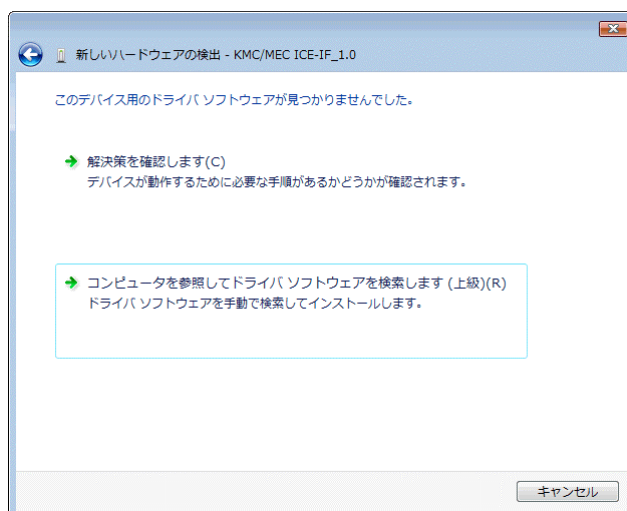 新しいハードウェアの検出 - KMC/MEC ICE-IF_1.0
このデバイス用のドライバ ソフトウェアが見つかりませんでした。
解決策を確認します(C)
デバイスが動作するために必要な手順があるかどうかが確認されます。
コンピュータを参照してドライバ ソフトウェアを検索します (上級)(R)
ドライバ ソフトウェアを手動で検索してインストールします。
キャンセル